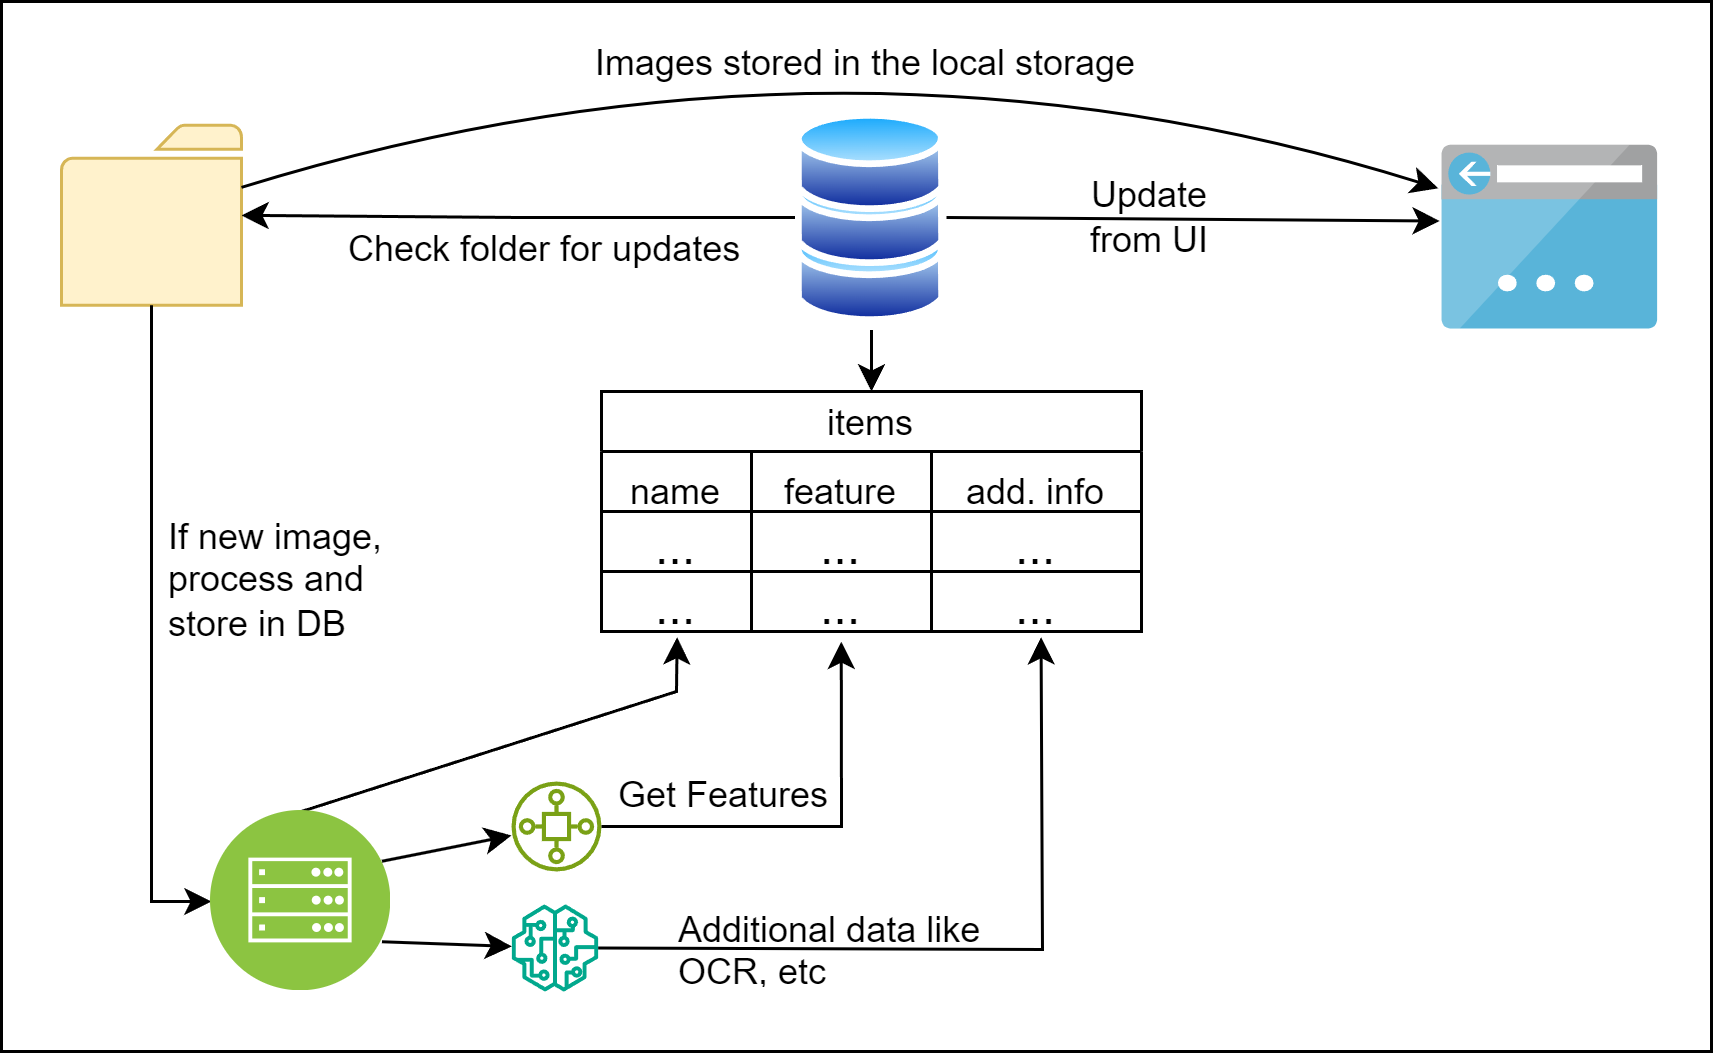 Images stored in the local storage
Check folder for updates
Update
from UI
items
name feature add. info
... ... ...
... ... ...
If new image,
process and
store in DB
Get Features
Additional data like
OCR, etc